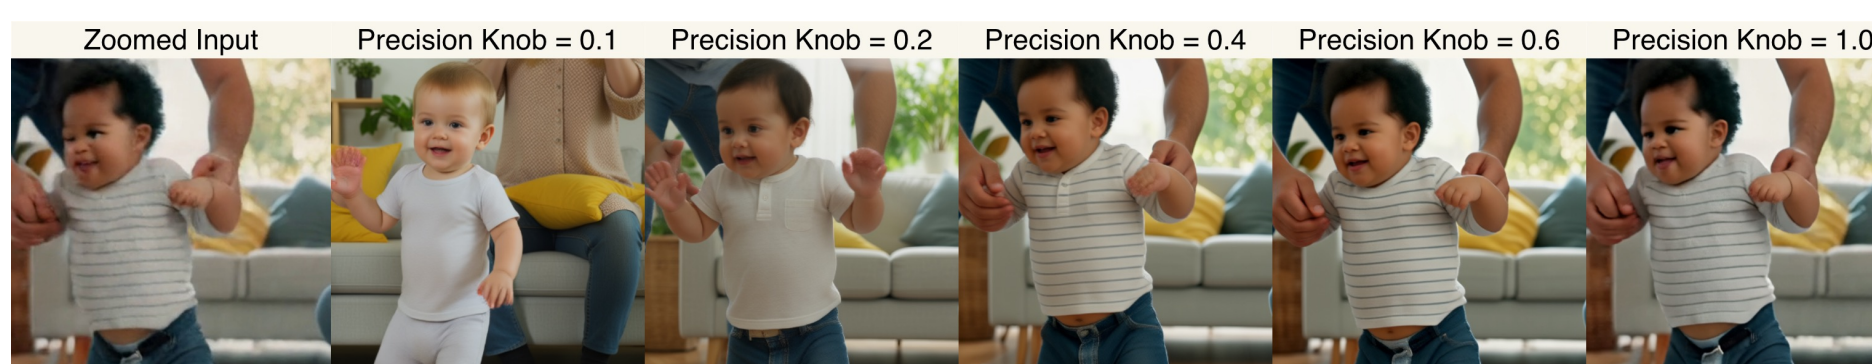 Zoomed Input
Precision Knob = 0.1
Precision Knob = 0.2
Precision Knob = 0.4
Precision Knob = 0.6
Precision Knob = 1.0